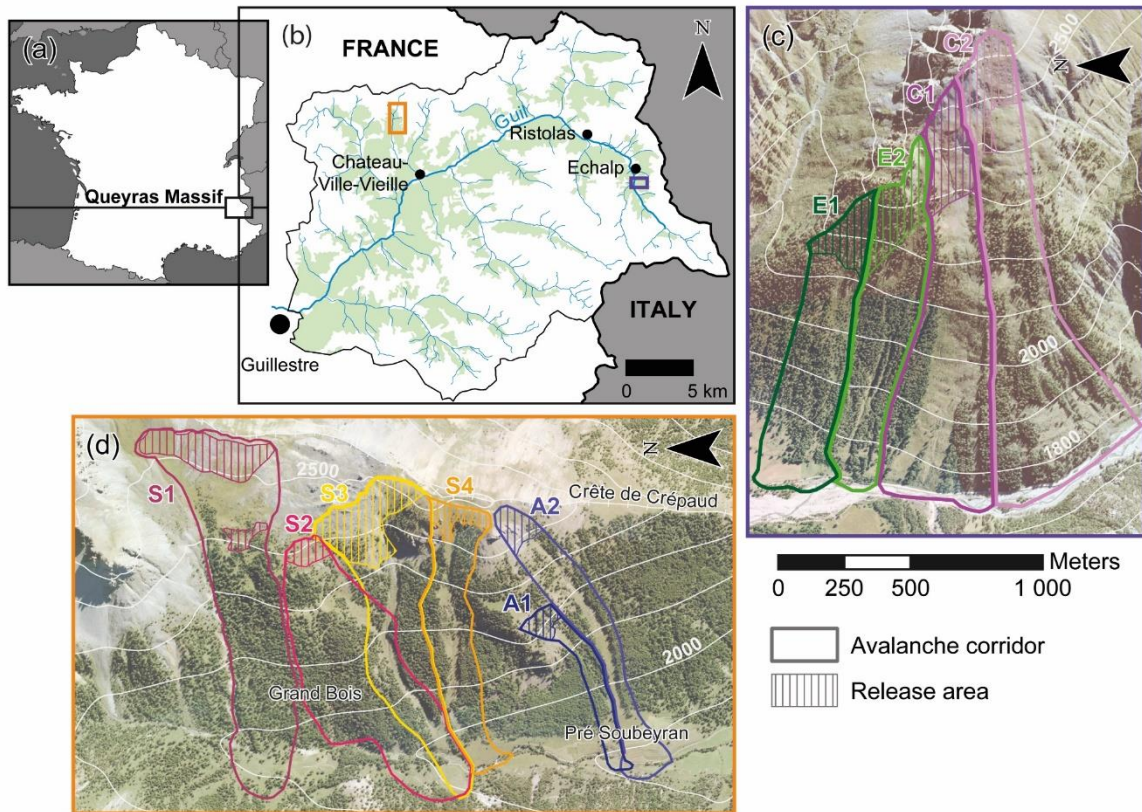 (a)
Queyras Massif
(b)
FRANCE
N
Guil
Ristolas
Echalp
Chateau-
Ville-Vieille
ITALY
Guillestre
0 5 km
(c)
N
2500
C2
C1
E2
E1
2000
1800
(d)
N
2500
S1
S2
S3
S4
A2
A1
Crête de Crépaud
2000
Grand Bois
Pré Soubeyran
Meters
0 250 500 1 000
Avalanche corridor
Release area